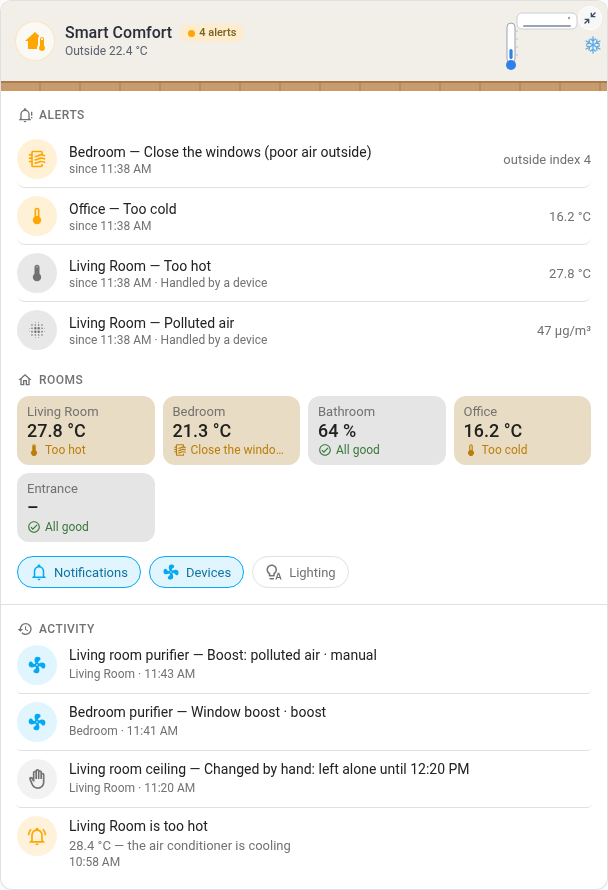 Smart Comfort
4 alerts
Outside 22.4 °C
ALERTS
Bedroom — Close the windows (poor air outside)
since 11:38 AM
outside index 4
Office — Too cold
since 11:38 AM
16.2 °C
Living Room — Too hot
since 11:38 AM · Handled by a device
27.8 °C
Living Room — Polluted air
since 11:38 AM · Handled by a device
47 µg/m³
ROOMS
Living Room
27.8 °C
Too hot
Bedroom
21.3 °C
Close the windo…
Bathroom
64 %
All good
Office
16.2 °C
Too cold
Entrance
–
All good
Notifications
Devices
Lighting
ACTIVITY
Living room purifier — Boost: polluted air · manual
Living Room · 11:43 AM
Bedroom purifier — Window boost · boost
Bedroom · 11:41 AM
Living room ceiling — Changed by hand: left alone until 12:20 PM
Living Room · 11:20 AM
Living Room is too hot
28.4 °C — the air conditioner is cooling
10:58 AM